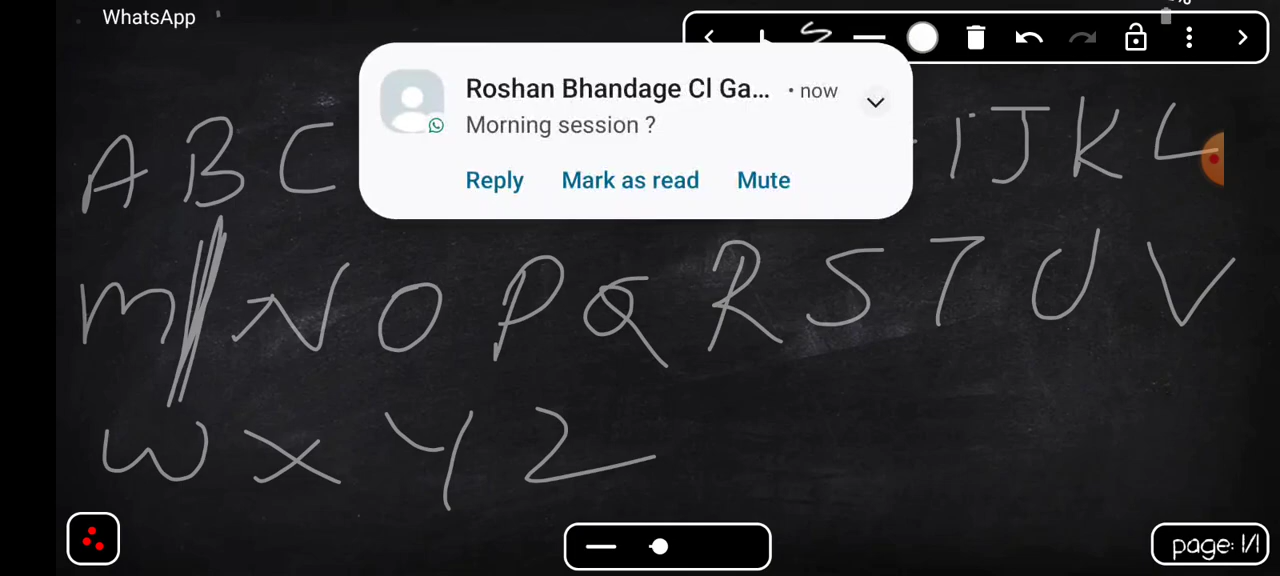 WhatsApp
Roshan Bhandage Cl Ga... • now
Morning session ?
Reply Mark as read Mute
A B C I J K L
M N O P Q R S T U V
W X Y Z
page: 1/1